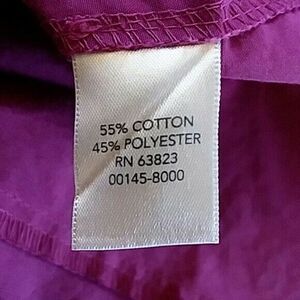 55% COTTON
45% POLYESTER
RN 63823
00145-8000